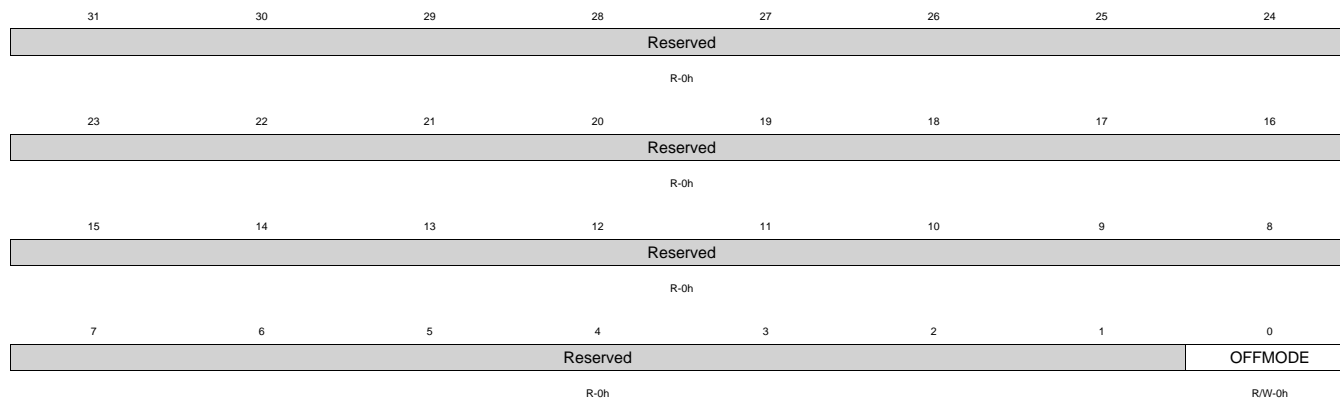 31 30 29 28 27 26 25 24
Reserved
R-0h
23 22 21 20 19 18 17 16
Reserved
R-0h
15 14 13 12 11 10 9 8
Reserved
R-0h
7 6 5 4 3 2 1 0
Reserved OFFMODE
R-0h R/W-0h